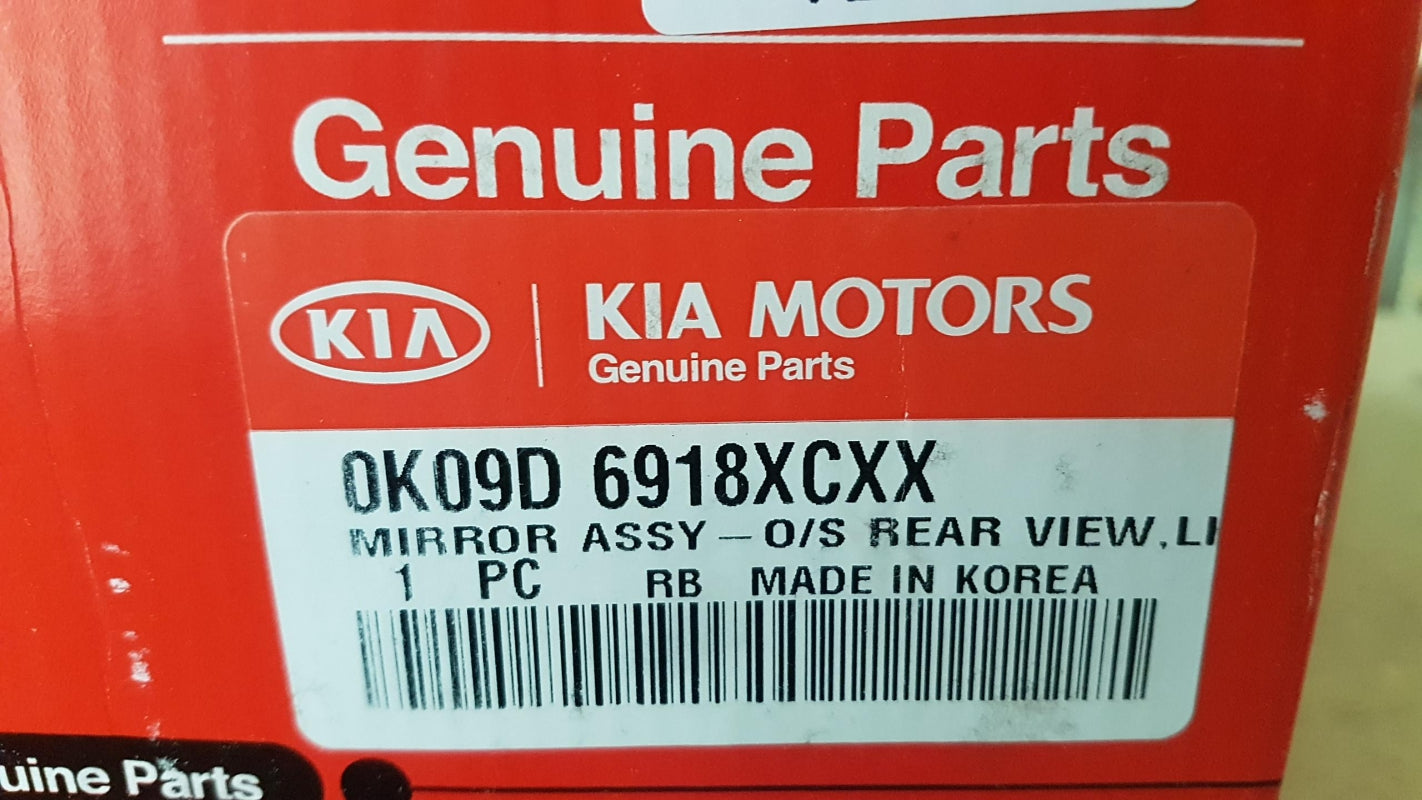 Genuine Parts
KIA
KIA MOTORS
Genuine Parts
0K09D 6918XCXX
MIRROR ASSY-O/S REAR VIEW,
1 PC RB MADE IN KOREA
Parts